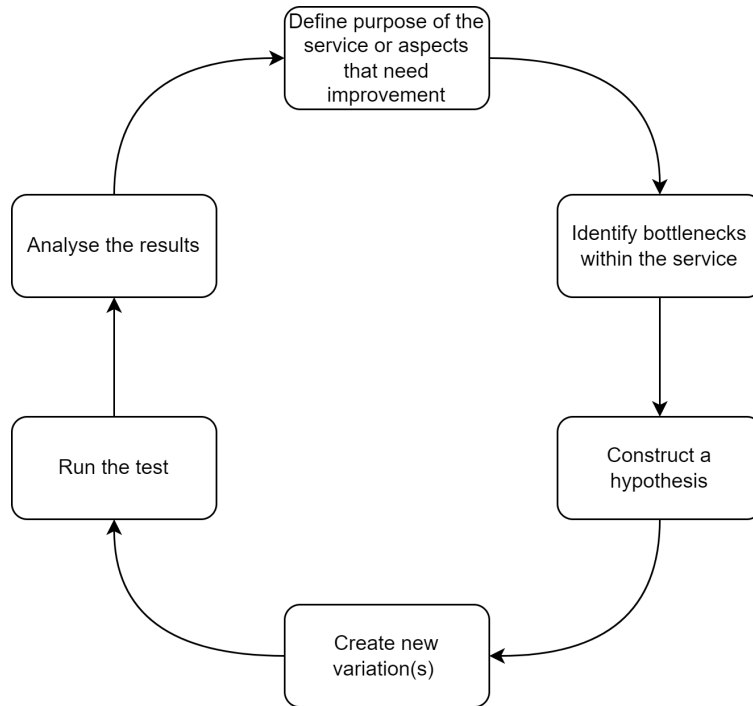 Define purpose of the
service or aspects
that need
improvement
Identify bottlenecks
within the service
Construct a
hypothesis
Create new
variation(s)
Run the test
Analyse the results